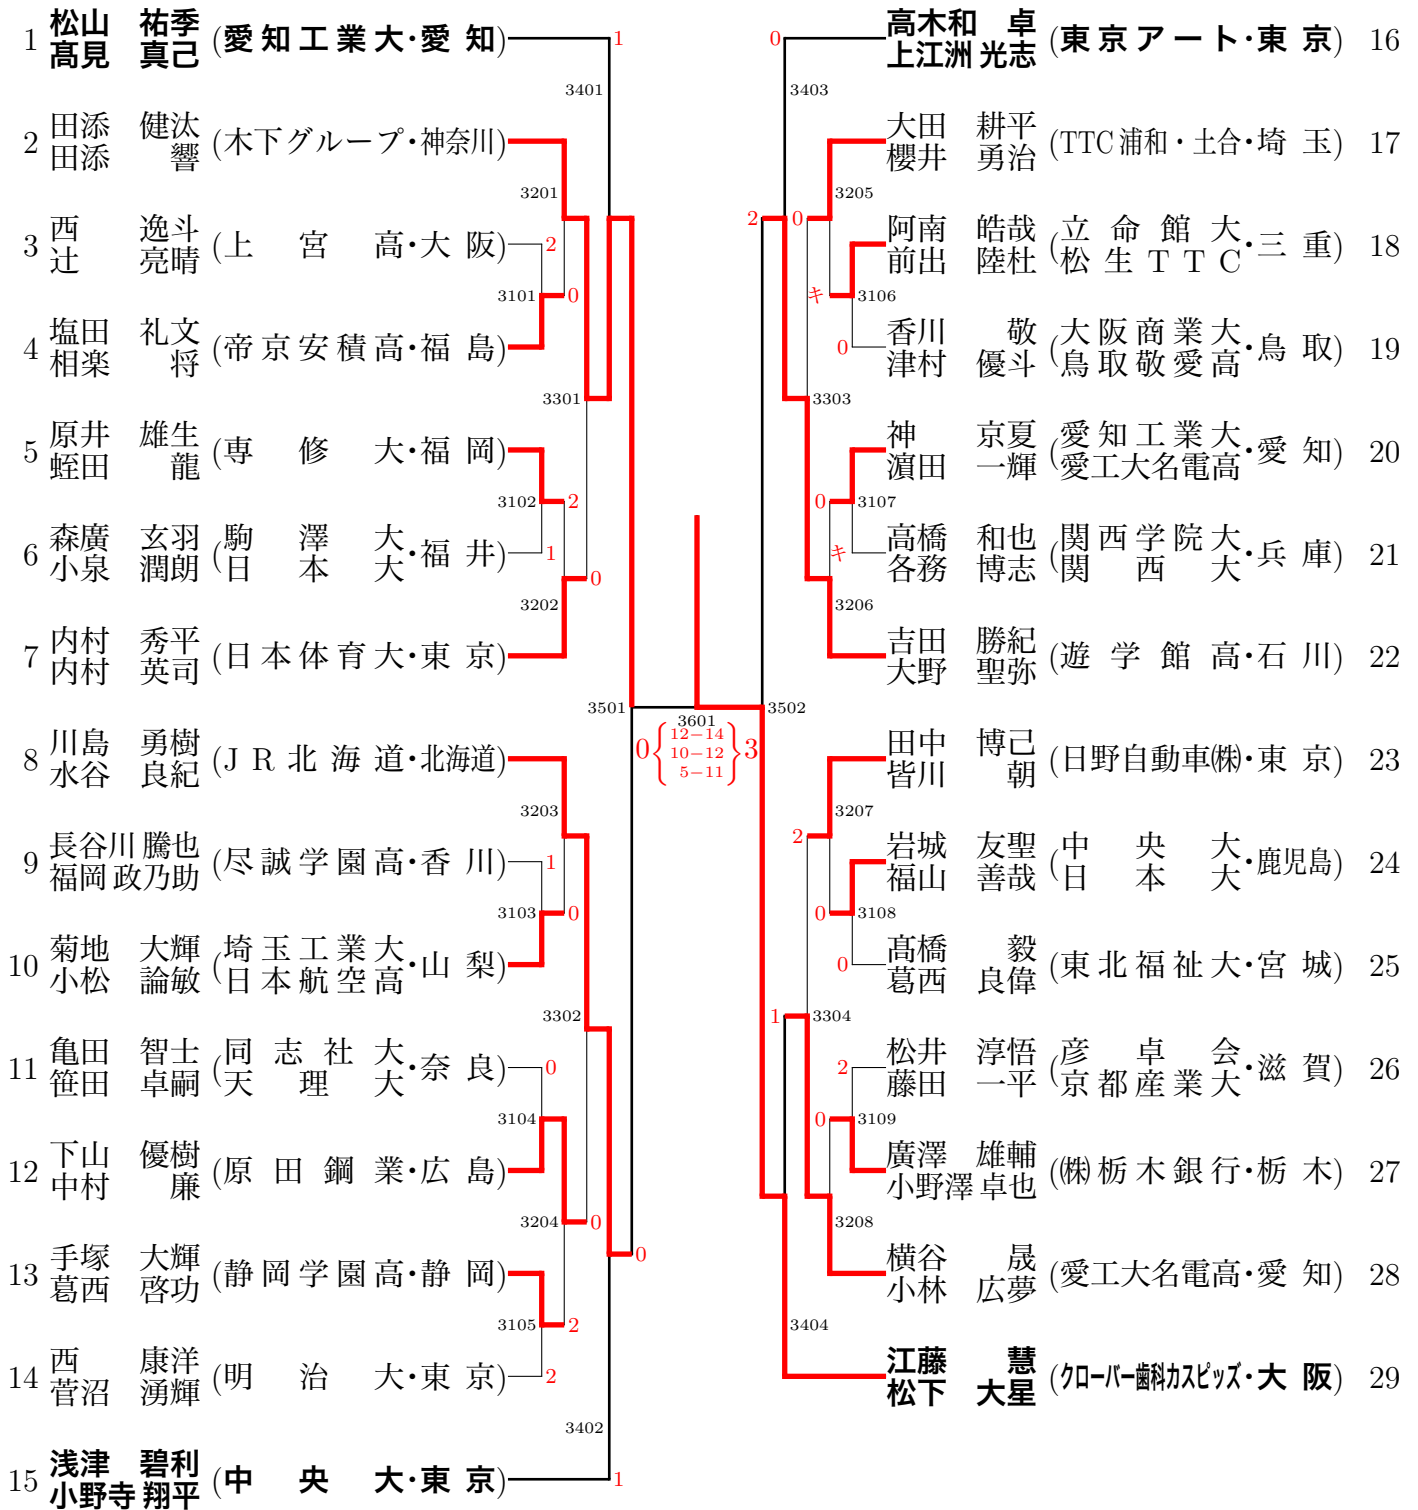 1 松山 祐季 髙見 真己 (愛知工業大・愛知)
2 田添 健汰 田添 響 (木下グループ・神奈川)
3 西 逸斗 辻 亮晴 (上宮高・大阪)
4 塩田 礼文 相楽 将 (帝京安積高・福島)
5 原井 雄生 蛭田 龍 (専修大・福岡)
6 森廣 玄羽 小泉 潤朗 (駒澤大 日本大・福井)
7 内村 秀平 内村 英司 (日本体育大・東京)
8 川島 勇樹 水谷 良紀 (JR北海道・北海道)
9 長谷川 騰也 福岡 政乃助 (尽誠学園高・香川)
10 菊地 大輝 小松 論敏 (埼玉工業大 日本航空高・山梨)
11 亀田 智士 笹田 卓嗣 (同志社大 天理大・奈良)
12 下山 優樹 中村 廉 (原田鋼業・広島)
13 手塚 大輝 葛西 啓功 (静岡学園高・静岡)
14 西 康洋 菅沼 湧輝 (明治大・東京)
15 浅津 碧利 小野寺 翔平 (中央大・東京)
1
3401
3201
2
3101
0
3301
3102
2
1
0
3202
3501
3203
1
3103
0
3302
0
3104
3204
0
0
3105
2
2
3402
1
3601
0 { 12–14 10–12 5–11 } 3
0
3403
3205
2
0
キ
3106
0
3303
0
3107
キ
3206
3502
3207
2
0
3108
0
1
3304
2
0
3109
3208
3404
高木和 卓 上江洲 光志 (東京アート・東京) 16
大田 耕平 櫻井 勇治 (TTC浦和・土合・埼玉) 17
阿南 皓哉 前出 陸杜 (立命館大 松生TTC・三重) 18
香川 敬 津村 優斗 (大阪商業大 鳥取敬愛高・鳥取) 19
神 京夏 濵田 一輝 (愛知工業大 愛工大名電高・愛知) 20
高橋 和也 各務 博志 (関西学院大 関西大・兵庫) 21
吉田 勝紀 大野 聖弥 (遊学館高・石川) 22
田中 博己 皆川 朝 (日野自動車㈱・東京) 23
岩城 友聖 福山 善哉 (中央大 日本大・鹿児島) 24
髙橋 毅 葛西 良偉 (東北福祉大・宮城) 25
松井 淳悟 藤田 一平 (彦卓会 京都産業大・滋賀) 26
廣澤 雄輔 小野澤 卓也 (㈱栃木銀行・栃木) 27
横谷 晟 小林 広夢 (愛工大名電高・愛知) 28
江藤 慧 松下 大星 (クローバー歯科カスピッズ・大阪) 29